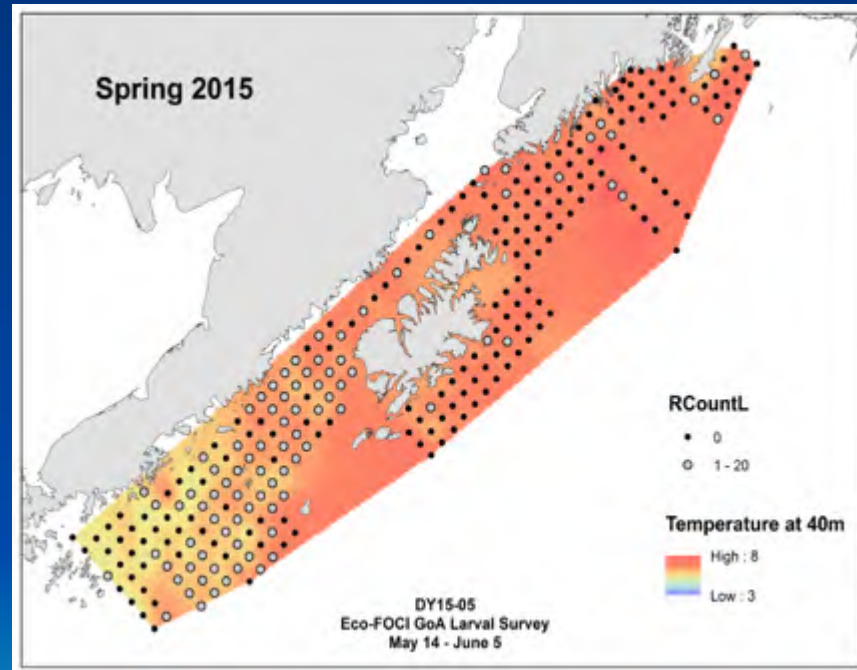 Spring 2015
RCountL
0
1 - 20
Temperature at 40m
High : 8
Low : 3
DY15-05
Eco-FOCI GoA Larval Survey
May 14 - June 5